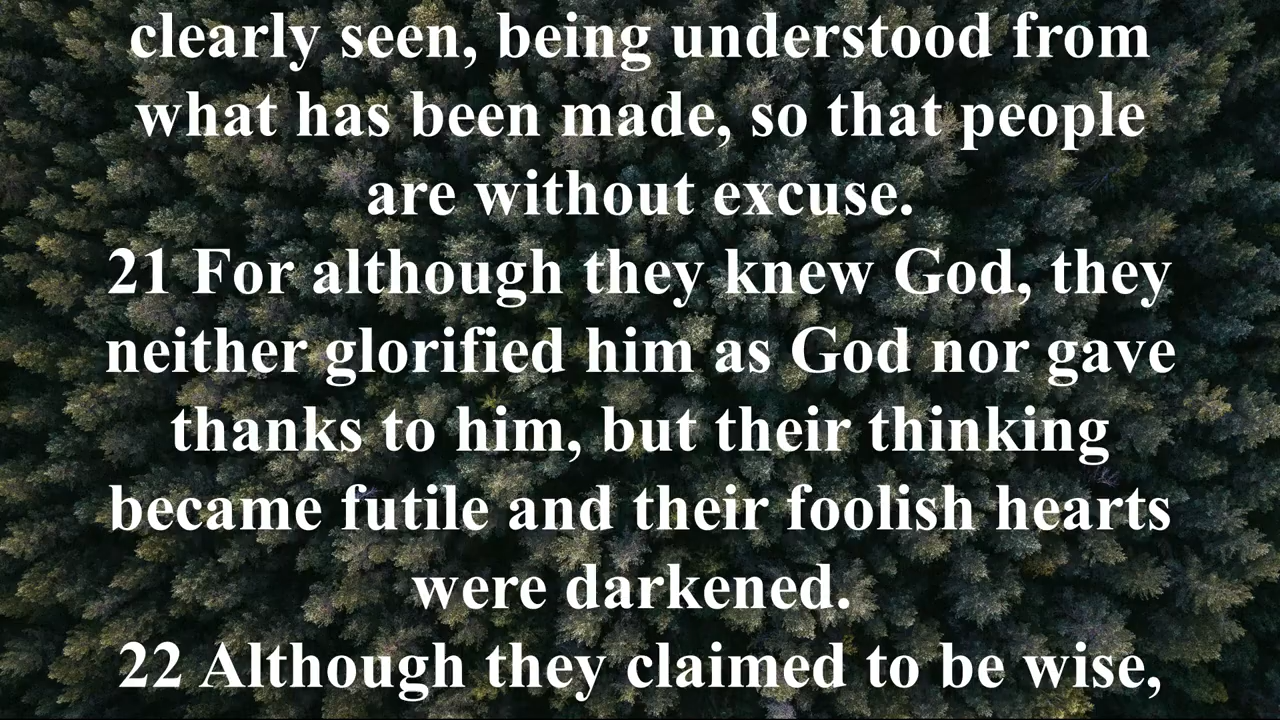 clearly seen, being understood from
what has been made, so that people
are without excuse.
21 For although they knew God, they
neither glorified him as God nor gave
thanks to him, but their thinking
became futile and their foolish hearts
were darkened.
22 Although they claimed to be wise,